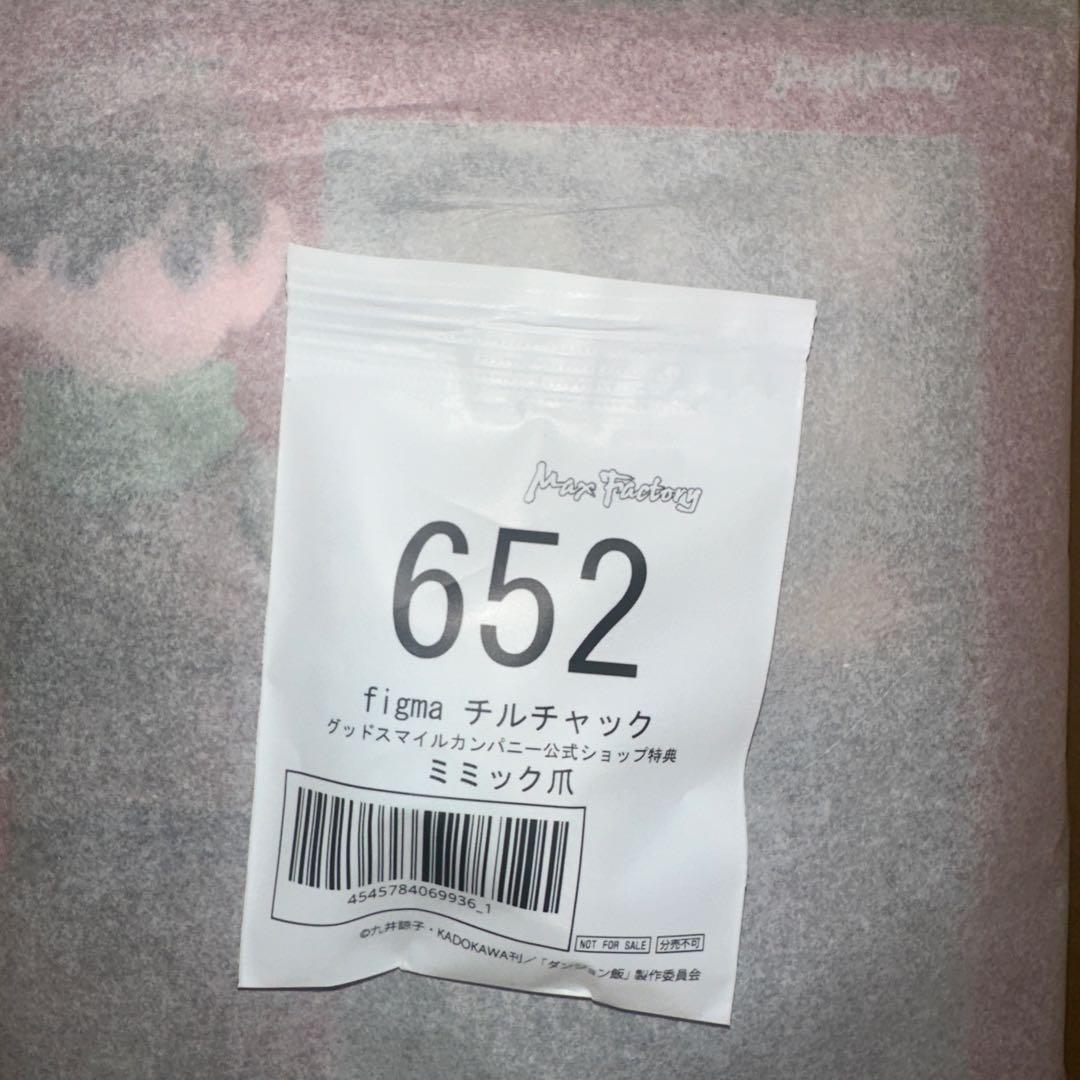 Max Factory
652
figma チルチャック
グッドスマイルカンパニー公式ショップ特典
ミミック爪
4545784069936_1
NOT FOR SALE 分売不可
©九井諒子・KADOKAWA刊/「ダンジョン飯」製作委員会